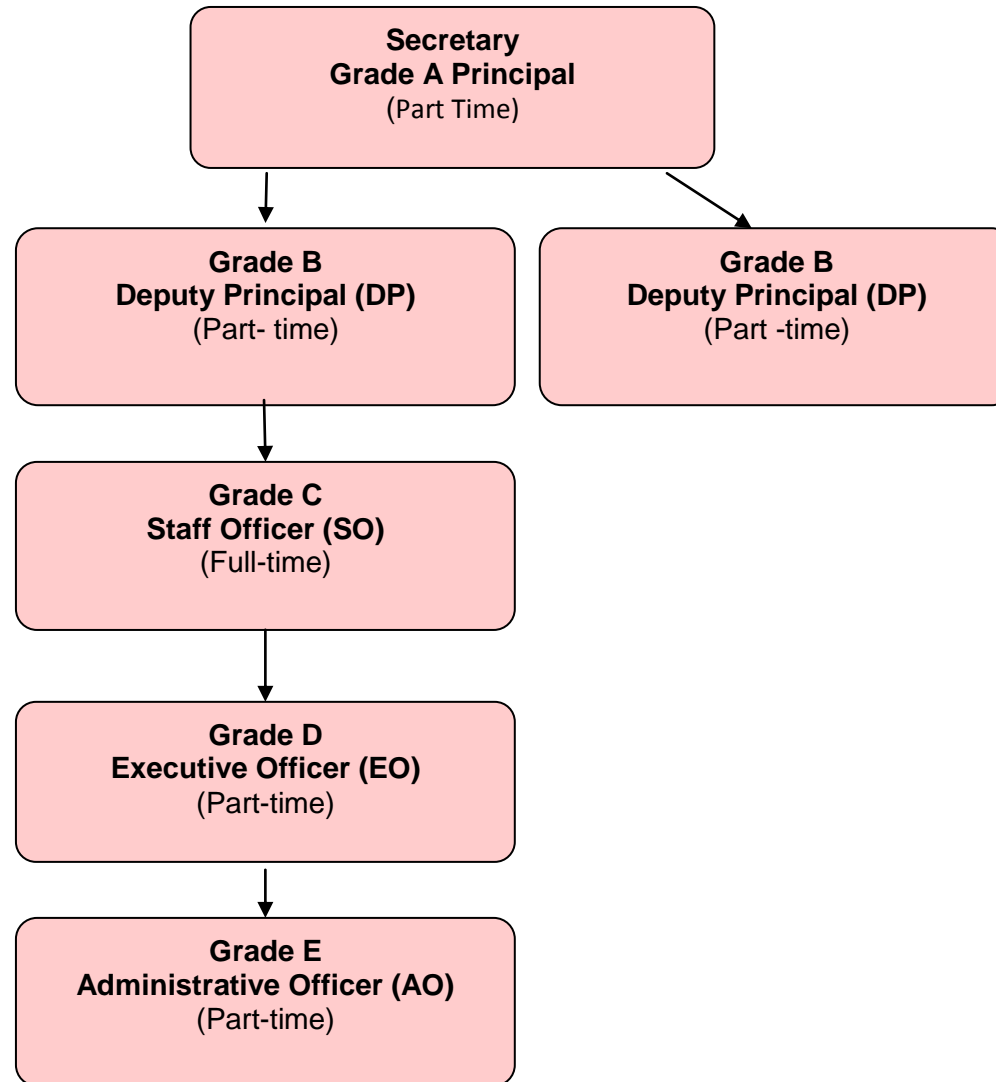 Secretary
Grade A Principal
(Part Time)
Grade B
Deputy Principal (DP)
(Part- time)
Grade B
Deputy Principal (DP)
(Part -time)
Grade C
Staff Officer (SO)
(Full-time)
Grade D
Executive Officer (EO)
(Part-time)
Grade E
Administrative Officer (AO)
(Part-time)